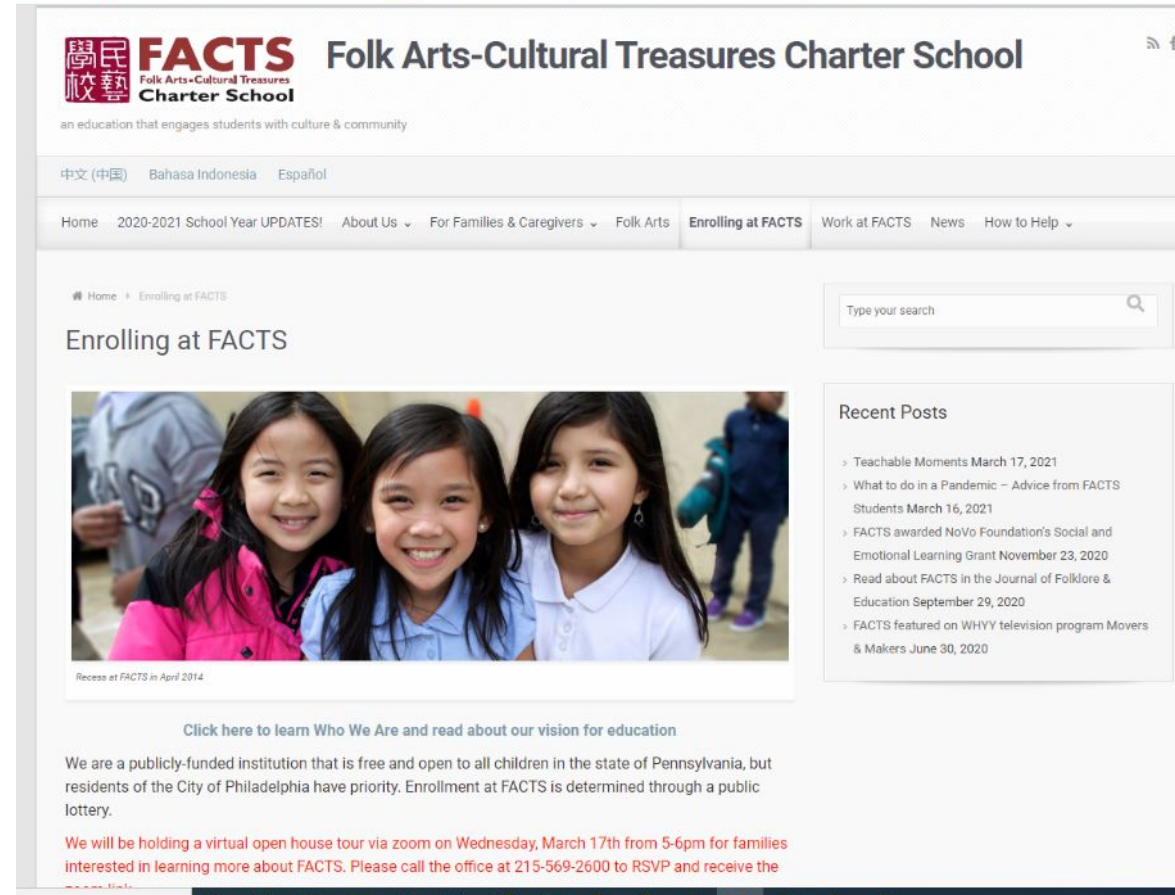 學民
校藝
FACTS
Folk Arts-Cultural Treasures
Charter School
Folk Arts-Cultural Treasures Charter School
an education that engages students with culture & community
中文 (中国) Bahasa Indonesia Español
Home 2020-2021 School Year UPDATES! About Us For Families & Caregivers Folk Arts Enrolling at FACTS Work at FACTS News How to Help
Home Enrolling at FACTS
Enrolling at FACTS
Recess at FACTS in April 2014
Click here to learn Who We Are and read about our vision for education
We are a publicly-funded institution that is free and open to all children in the state of Pennsylvania, but
residents of the City of Philadelphia have priority. Enrollment at FACTS is determined through a public
lottery.
We will be holding a virtual open house tour via zoom on Wednesday, March 17th from 5-6pm for families
interested in learning more about FACTS. Please call the office at 215-569-2600 to RSVP and receive the
Type your search
Recent Posts
› Teachable Moments March 17, 2021
› What to do in a Pandemic – Advice from FACTS
Students March 16, 2021
› FACTS awarded NoVo Foundation's Social and
Emotional Learning Grant November 23, 2020
› Read about FACTS in the Journal of Folklore &
Education September 29, 2020
› FACTS featured on WHYY television program Movers
& Makers June 30, 2020